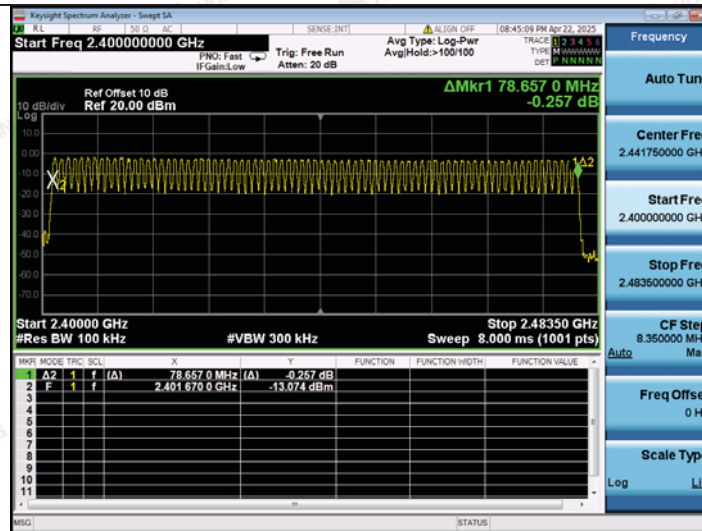 Keysight Spectrum Analyzer - Swept SA
RL RF 50 Ω AC SENSE:INT ALIGN OFF 08:45:09 PM Apr 22, 2025
Start Freq 2.400000000 GHz
PNO: Fast
IFGain:Low
Trig: Free Run
Atten: 20 dB
Avg Type: Log-Pwr
Avg|Hold:>100/100
TRACE 1 2 3 4 5 6
TYPE M
DET P N N N N N
Ref Offset 10 dB
Ref 20.00 dBm
ΔMkr1 78.657 0 MHz
-0.257 dB
10 dB/div
Log
10.0
0.00
-10.0
-20.0
-30.0
-40.0
-50.0
-60.0
-70.0
2
1Δ2
Start 2.40000 GHz
Stop 2.48350 GHz
#Res BW 100 kHz
#VBW 300 kHz
Sweep 8.000 ms (1001 pts)
MKR MODE TRC SCL X Y FUNCTION FUNCTION WIDTH FUNCTION VALUE
1 Δ2 1 f (Δ) 78.657 0 MHz (Δ) -0.257 dB
2 F 1 f 2.401 670 0 GHz -13.074 dBm
3
4
5
6
7
8
9
10
11
MSG
STATUS
Frequency
Auto Tun
Center Fre
2.441750000 GH
Start Fre
2.400000000 GH
Stop Fre
2.483500000 GH
CF Step
8.350000 MH
Auto Ma
Freq Offse
0 H
Scale Typ
Log Li